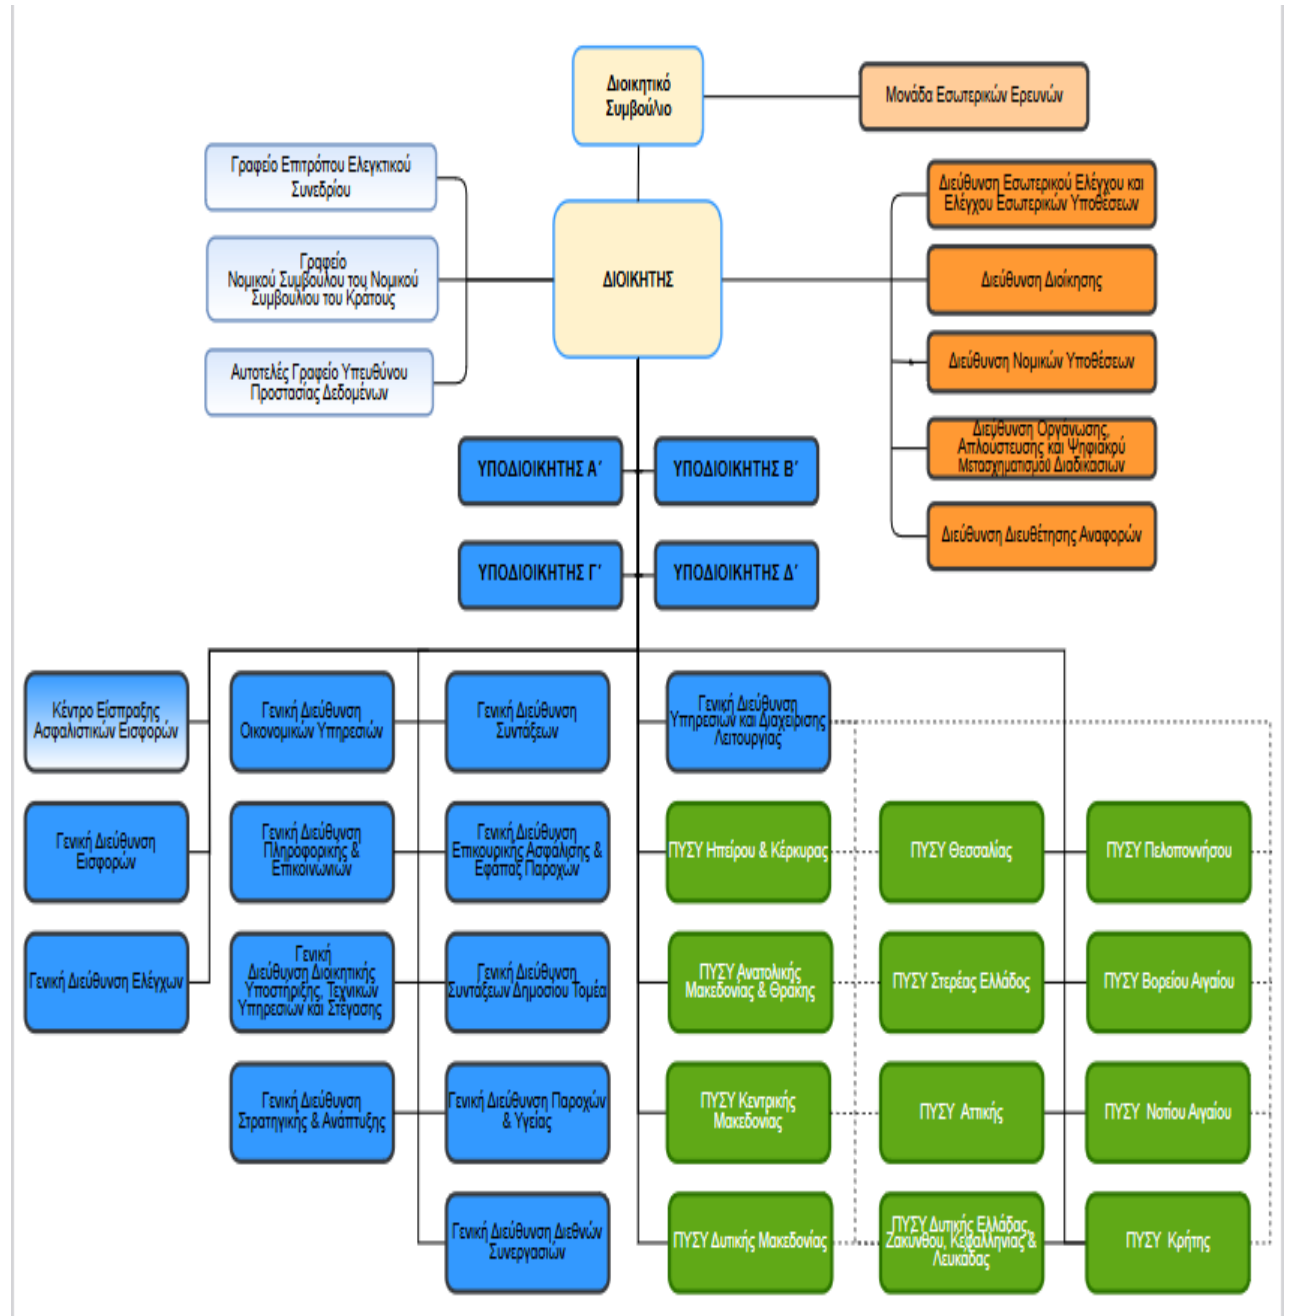 Διοικητικό
Συμβούλιο
Μονάδα Εσωτερικών Ερευνών
Γραφείο Επιτρόπου Ελεγκτικού
Συνεδρίου
Γραφείο
Νομικού Συμβούλου του Νομικού
Συμβουλίου του Κράτους
Αυτοτελές Γραφείο Υπευθύνου
Προστασίας Δεδομένων
ΔΙΟΙΚΗΤΗΣ
Διεύθυνση Εσωτερικού Ελέγχου και
Ελέγχου Εσωτερικών Υποθέσεων
Διεύθυνση Διοίκησης
Διεύθυνση Νομικών Υποθέσεων
Διεύθυνση Οργάνωσης,
Απλούστευσης και Ψηφιακού
Μετασχηματισμού Διαδικασιών
Διεύθυνση Διευθέτησης Αναφορών
ΥΠΟΔΙΟΙΚΗΤΗΣ Α΄
ΥΠΟΔΙΟΙΚΗΤΗΣ Β΄
ΥΠΟΔΙΟΙΚΗΤΗΣ Γ΄
ΥΠΟΔΙΟΙΚΗΤΗΣ Δ΄
Κέντρο Είσπραξης
Ασφαλιστικών Εισφορών
Γενική Διεύθυνση
Οικονομικών Υπηρεσιών
Γενική Διεύθυνση
Συντάξεων
Γενική Διεύθυνση
Υπηρεσιών και Διαχείρισης
Λειτουργίας
Γενική Διεύθυνση
Εισφορών
Γενική Διεύθυνση
Πληροφορικής &
Επικοινωνιών
Γενική Διεύθυνση
Επικουρικής Ασφάλισης &
Εφάπαξ Παροχών
ΠΥΣΥ Ηπείρου & Κέρκυρας
ΠΥΣΥ Θεσσαλίας
ΠΥΣΥ Πελοποννήσου
Γενική Διεύθυνση Ελέγχων
Γενική
Διεύθυνση Διοικητικής
Υποστήριξης, Τεχνικών
Υπηρεσιών και Στέγασης
Γενική Διεύθυνση
Συντάξεων Δημοσίου Τομέα
ΠΥΣΥ Ανατολικής
Μακεδονίας & Θράκης
ΠΥΣΥ Στερέας Ελλάδος
ΠΥΣΥ Βορείου Αιγαίου
Γενική Διεύθυνση
Στρατηγικής & Ανάπτυξης
Γενική Διεύθυνση Παροχών
& Υγείας
ΠΥΣΥ Κεντρικής
Μακεδονίας
ΠΥΣΥ Αττικής
ΠΥΣΥ Νοτίου Αιγαίου
Γενική Διεύθυνση Διεθνών
Συνεργασιών
ΠΥΣΥ Δυτικής Μακεδονίας
ΠΥΣΥ Δυτικής Ελλάδας,
Ζακύνθου, Κεφαλληνίας &
Λευκάδας
ΠΥΣΥ Κρήτης